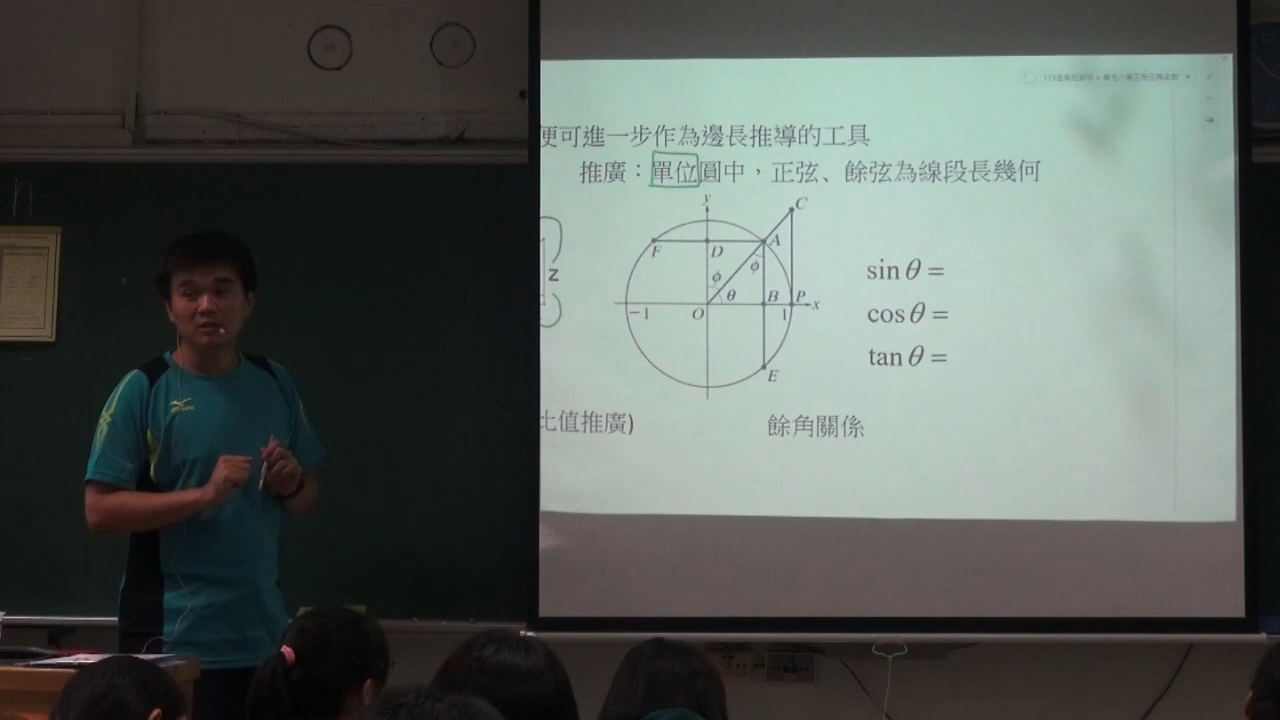 便可進一步作為邊長推導的工具
推廣：單位圓中，正弦、餘弦為線段長幾何
y
C
F
D
A
ϕ
ϕ
z
θ
B
P
−1
O
1
x
E
sin θ =
cos θ =
tan θ =
比值推廣)
餘角關係
n